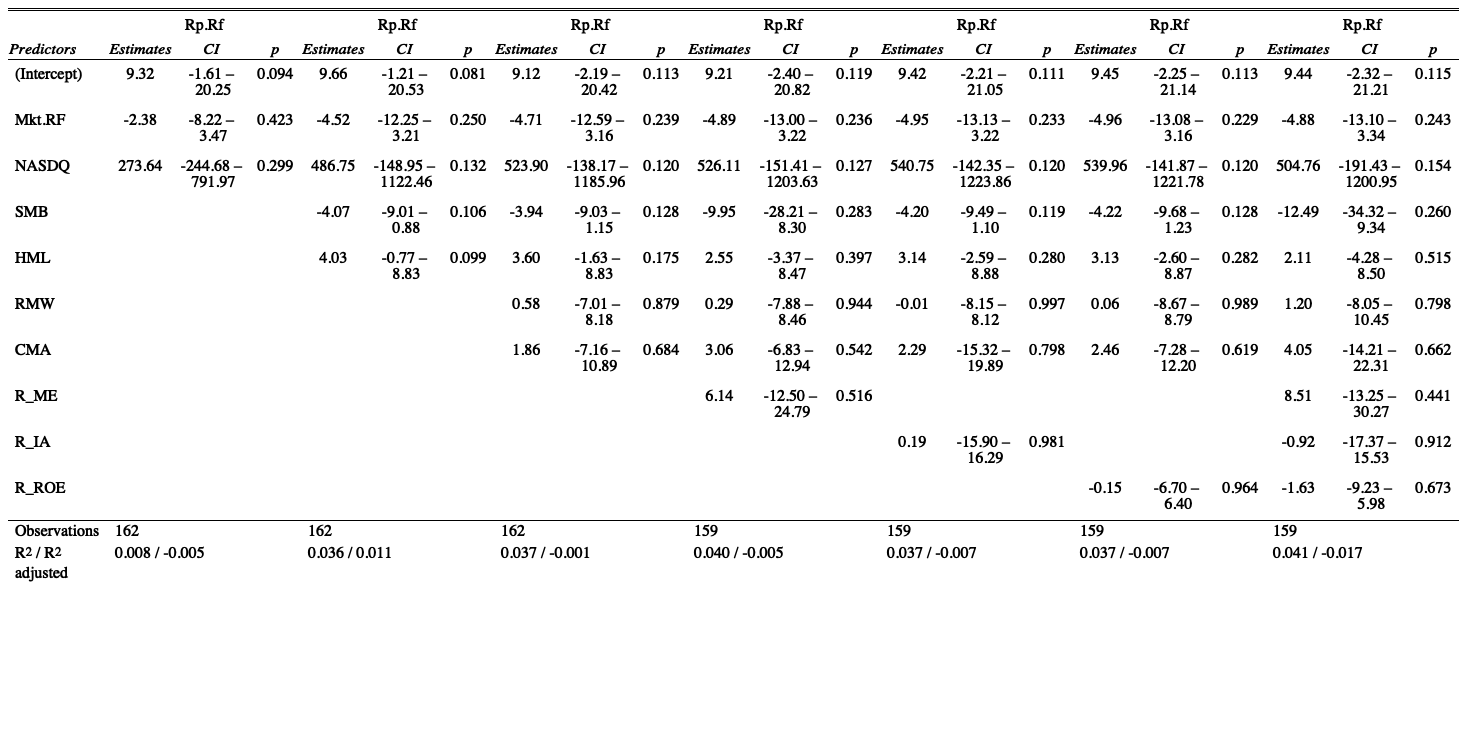 Rp.Rf Rp.Rf Rp.Rf Rp.Rf Rp.Rf Rp.Rf Rp.Rf
Predictors Estimates CI p Estimates CI p Estimates CI p Estimates CI p Estimates CI p Estimates CI p Estimates CI p
(Intercept) 9.32 -1.61 – 0.094 9.66 -1.21 – 0.081 9.12 -2.19 – 0.113 9.21 -2.40 – 0.119 9.42 -2.21 – 0.111 9.45 -2.25 – 0.113 9.44 -2.32 – 0.115
20.25 20.53 20.42 20.82 21.05 21.14 21.21
Mkt.RF -2.38 -8.22 – 0.423 -4.52 -12.25 – 0.250 -4.71 -12.59 – 0.239 -4.89 -13.00 – 0.236 -4.95 -13.13 – 0.233 -4.96 -13.08 – 0.229 -4.88 -13.10 – 0.243
3.47 3.21 3.16 3.22 3.22 3.16 3.34
NASDQ 273.64 -244.68 – 0.299 486.75 -148.95 – 0.132 523.90 -138.17 – 0.120 526.11 -151.41 – 0.127 540.75 -142.35 – 0.120 539.96 -141.87 – 0.120 504.76 -191.43 – 0.154
791.97 1122.46 1185.96 1203.63 1223.86 1221.78 1200.95
SMB -4.07 -9.01 – 0.106 -3.94 -9.03 – 0.128 -9.95 -28.21 – 0.283 -4.20 -9.49 – 0.119 -4.22 -9.68 – 0.128 -12.49 -34.32 – 0.260
0.88 1.15 8.30 1.10 1.23 9.34
HML 4.03 -0.77 – 0.099 3.60 -1.63 – 0.175 2.55 -3.37 – 0.397 3.14 -2.59 – 0.280 3.13 -2.60 – 0.282 2.11 -4.28 – 0.515
8.83 8.83 8.47 8.88 8.87 8.50
RMW 0.58 -7.01 – 0.879 0.29 -7.88 – 0.944 -0.01 -8.15 – 0.997 0.06 -8.67 – 0.989 1.20 -8.05 – 0.798
8.18 8.46 8.12 8.79 10.45
CMA 1.86 -7.16 – 0.684 3.06 -6.83 – 0.542 2.29 -15.32 – 0.798 2.46 -7.28 – 0.619 4.05 -14.21 – 0.662
10.89 12.94 19.89 12.20 22.31
R_ME 6.14 -12.50 – 0.516 8.51 -13.25 – 0.441
24.79 30.27
R_IA 0.19 -15.90 – 0.981 -0.92 -17.37 – 0.912
16.29 15.53
R_ROE -0.15 -6.70 – 0.964 -1.63 -9.23 – 0.673
6.40 5.98
Observations 162 162 162 159 159 159 159
R2 / R2 0.008 / -0.005 0.036 / 0.011 0.037 / -0.001 0.040 / -0.005 0.037 / -0.007 0.037 / -0.007 0.041 / -0.017
adjusted